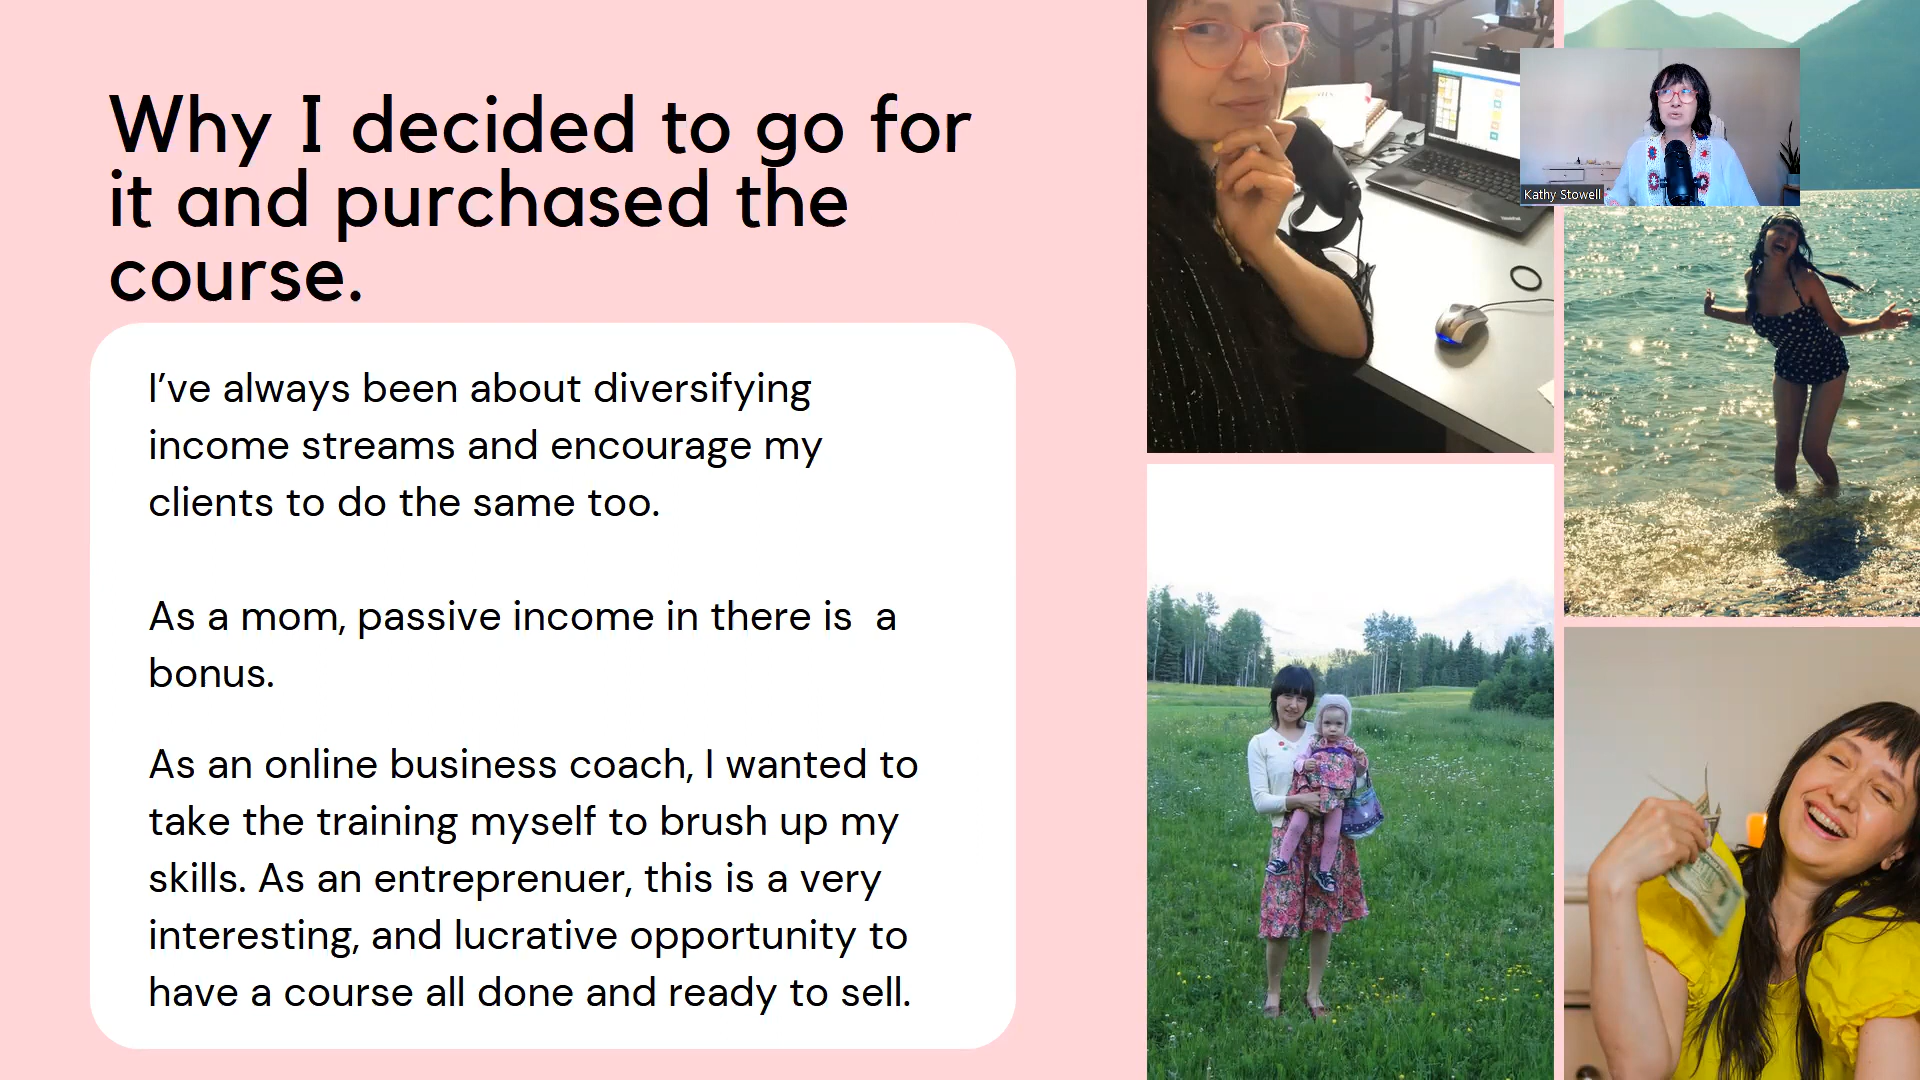 Why I decided to go for
it and purchased the
course.
I’ve always been about diversifying
income streams and encourage my
clients to do the same too.
As a mom, passive income in there is  a
bonus.
As an online business coach, I wanted to
take the training myself to brush up my
skills. As an entreprenuer, this is a very
interesting, and lucrative opportunity to
have a course all done and ready to sell.
Kathy Stowell